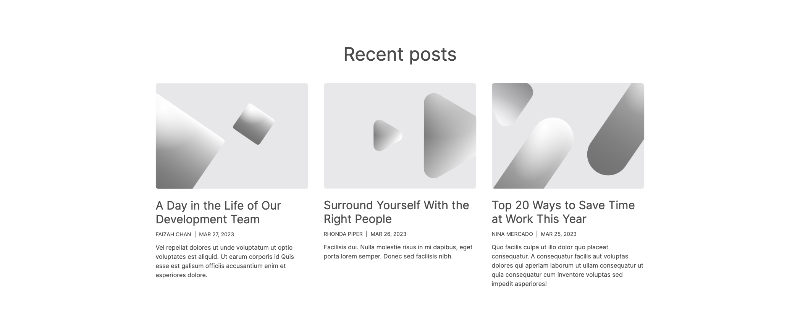 Recent posts
A Day in the Life of Our
Development Team
FAIZAH CHAN | MAR 27, 2023
Vel repellat dolores ut unde voluptatum ut optio
voluptates est aliquid. Ut earum corporis id Quis
esse est galisum officiis accusantium enim et
asperiores dolore.
Surround Yourself With the
Right People
RHONDA PIPER | MAR 26, 2023
Facilisis dui. Nulla molestie risus in mi dapibus, eget
porta lorem semper. Donec sed facilisis nibh.
Top 20 Ways to Save Time
at Work This Year
NINA MERCADO | MAR 25, 2023
Quo facilis culpa ut illo dolor quo placeat
consequatur. A consequatur facilis aut voluptas
dolores qui aperiam laborum ut ullam consequatur ut
quia consequatur cum inventore voluptas sed
impedit asperiores!